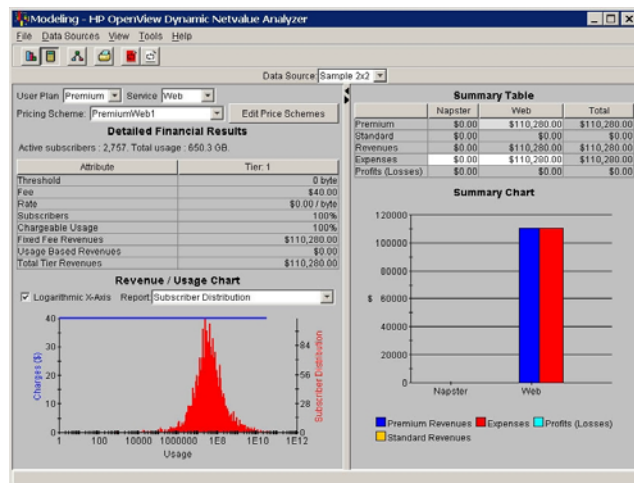 Modeling - HP OpenView Dynamic Netvalue Analyzer
File Data Sources View Tools Help
Data Source: Sample 2x2
User Plan Premium Service Web
Pricing Scheme: PremiumWeb1 Edit Price Schemes
Detailed Financial Results
Active subscribers : 2,757. Total usage : 650.3 GB.
Attribute Tier: 1
Threshold 0 byte
Fee $40.00
Rate $0.00 / byte
Subscribers 100%
Chargeable Usage 100%
Fixed Fee Revenues $110,280.00
Usage Based Revenues $0.00
Total Tier Revenues $110,280.00
Revenue / Usage Chart
Logarithmic X-Axis Report: Subscriber Distribution
Charges ($)
40
30
20
10
0
84
56
28
0
Subscriber Distribution
1 100 10000 1000000 1E8 1E10 1E12
Usage
Summary Table
Napster Web Total
Premium $0.00 $110,280.00 $110,280.00
Standard $0.00 $0.00 $0.00
Revenues $0.00 $110,280.00 $110,280.00
Expenses $0.00 $110,280.00 $110,280.00
Profits (Losses) $0.00 $0.00 $0.00
Summary Chart
120000
100000
80000
$ 60000
40000
20000
0
Napster Web
Premium Revenues Expenses Profits (Losses)
Standard Revenues